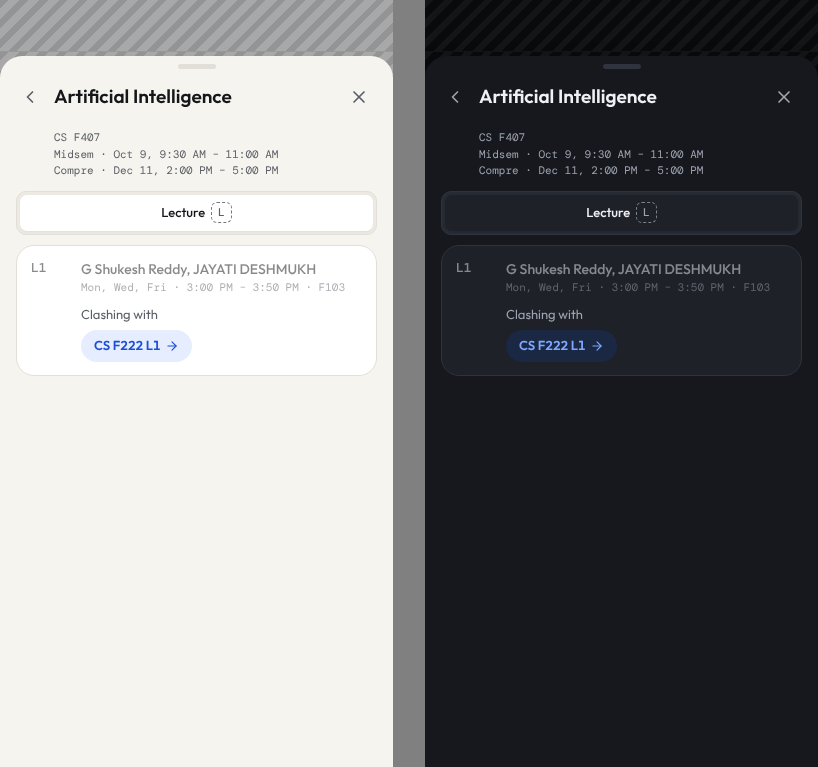 Artificial Intelligence
CS F407
Midsem · Oct 9, 9:30 AM – 11:00 AM
Compre · Dec 11, 2:00 PM – 5:00 PM
Lecture L
L1
G Shukesh Reddy, JAYATI DESHMUKH
Mon, Wed, Fri · 3:00 PM – 3:50 PM · F103
Clashing with
CS F222 L1 →
Artificial Intelligence
CS F407
Midsem · Oct 9, 9:30 AM – 11:00 AM
Compre · Dec 11, 2:00 PM – 5:00 PM
Lecture L
L1
G Shukesh Reddy, JAYATI DESHMUKH
Mon, Wed, Fri · 3:00 PM – 3:50 PM · F103
Clashing with
CS F222 L1 →